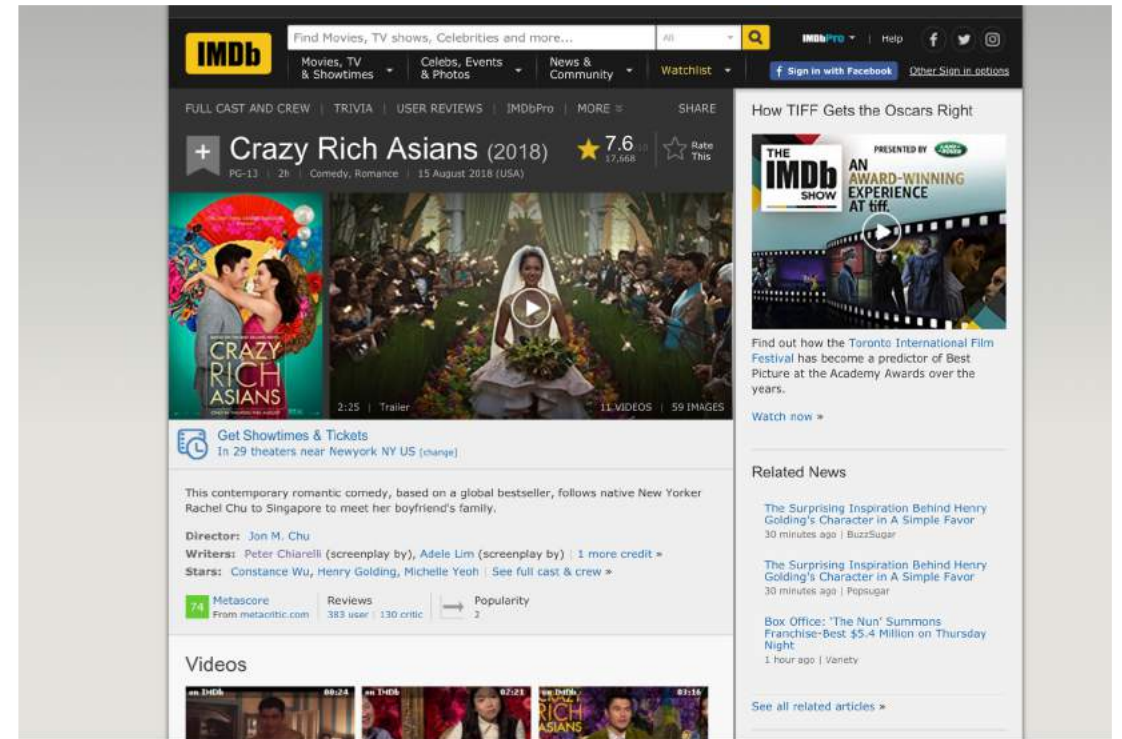 IMDb
Find Movies, TV shows, Celebrities and more...
All
IMDbPro
Help
Movies, TV
& Showtimes
Celebs, Events
& Photos
News &
Community
Watchlist
Sign in with Facebook
Other Sign in options
FULL CAST AND CREW | TRIVIA | USER REVIEWS | IMDbPro | MORE
SHARE
Crazy Rich Asians (2018)
7.6/10
17,668
Rate
This
PG-13 | 2h | Comedy, Romance | 15 August 2018 (USA)
CRAZY
RICH
ASIANS
2:25 | Trailer
11 VIDEOS | 59 IMAGES
Get Showtimes & Tickets
In 29 theaters near Newyork NY US [change]
This contemporary romantic comedy, based on a global bestseller, follows native New Yorker
Rachel Chu to Singapore to meet her boyfriend's family.
Director: Jon M. Chu
Writers: Peter Chiarelli (screenplay by), Adele Lim (screenplay by) | 1 more credit »
Stars: Constance Wu, Henry Golding, Michelle Yeoh | See full cast & crew »
74
Metascore
From metacritic.com
Reviews
383 user | 130 critic
Popularity
2
Videos
on IMDb
00:24
on IMDb
02:21
on IMDb
03:16
CRAZY
RICH
ASIANS
How TIFF Gets the Oscars Right
THE
IMDb
SHOW
PRESENTED BY
LAND ROVER
AN
AWARD-WINNING
EXPERIENCE
AT tiff.
Find out how the Toronto International Film
Festival has become a predictor of Best
Picture at the Academy Awards over the
years.
Watch now »
Related News
The Surprising Inspiration Behind Henry
Golding's Character in A Simple Favor
30 minutes ago | BuzzSugar
The Surprising Inspiration Behind Henry
Golding's Character in A Simple Favor
30 minutes ago | Popsugar
Box Office: 'The Nun' Summons
Franchise-Best $5.4 Million on Thursday
Night
1 hour ago | Variety
See all related articles »